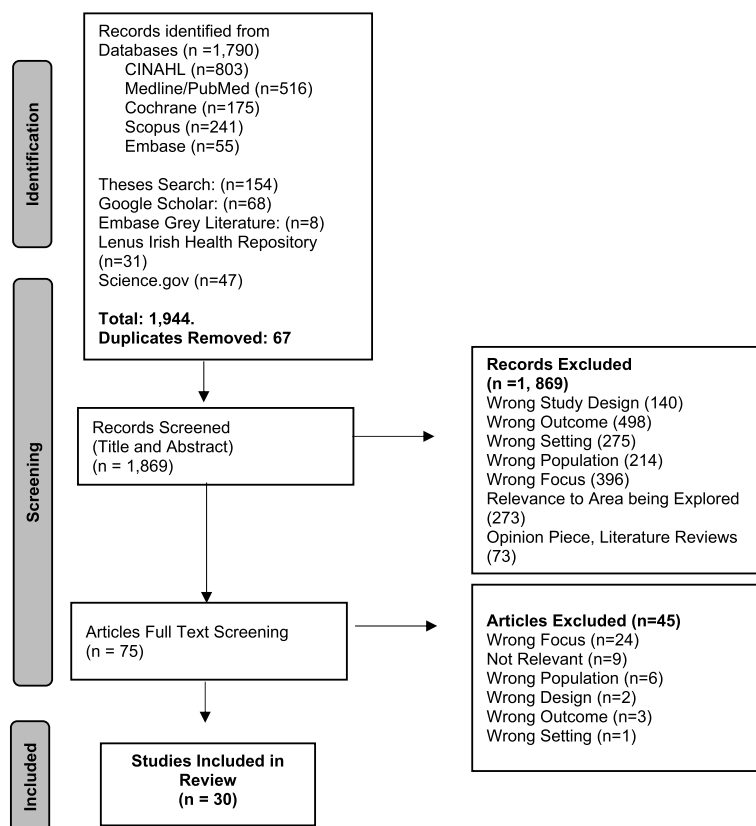 Identification
Records identified from
Databases (n =1,790)
CINAHL (n=803)
Medline/PubMed (n=516)
Cochrane (n=175)
Scopus (n=241)
Embase (n=55)
Theses Search: (n=154)
Google Scholar: (n=68)
Embase Grey Literature: (n=8)
Lenus Irish Health Repository
(n=31)
Science.gov (n=47)
Total: 1,944.
Duplicates Removed: 67
Screening
Records Screened
(Title and Abstract)
(n = 1,869)
Records Excluded
(n =1, 869)
Wrong Study Design (140)
Wrong Outcome (498)
Wrong Setting (275)
Wrong Population (214)
Wrong Focus (396)
Relevance to Area being Explored
(273)
Opinion Piece, Literature Reviews
(73)
Articles Full Text Screening
(n = 75)
Articles Excluded (n=45)
Wrong Focus (n=24)
Not Relevant (n=9)
Wrong Population (n=6)
Wrong Design (n=2)
Wrong Outcome (n=3)
Wrong Setting (n=1)
Included
Studies Included in
Review
(n = 30)